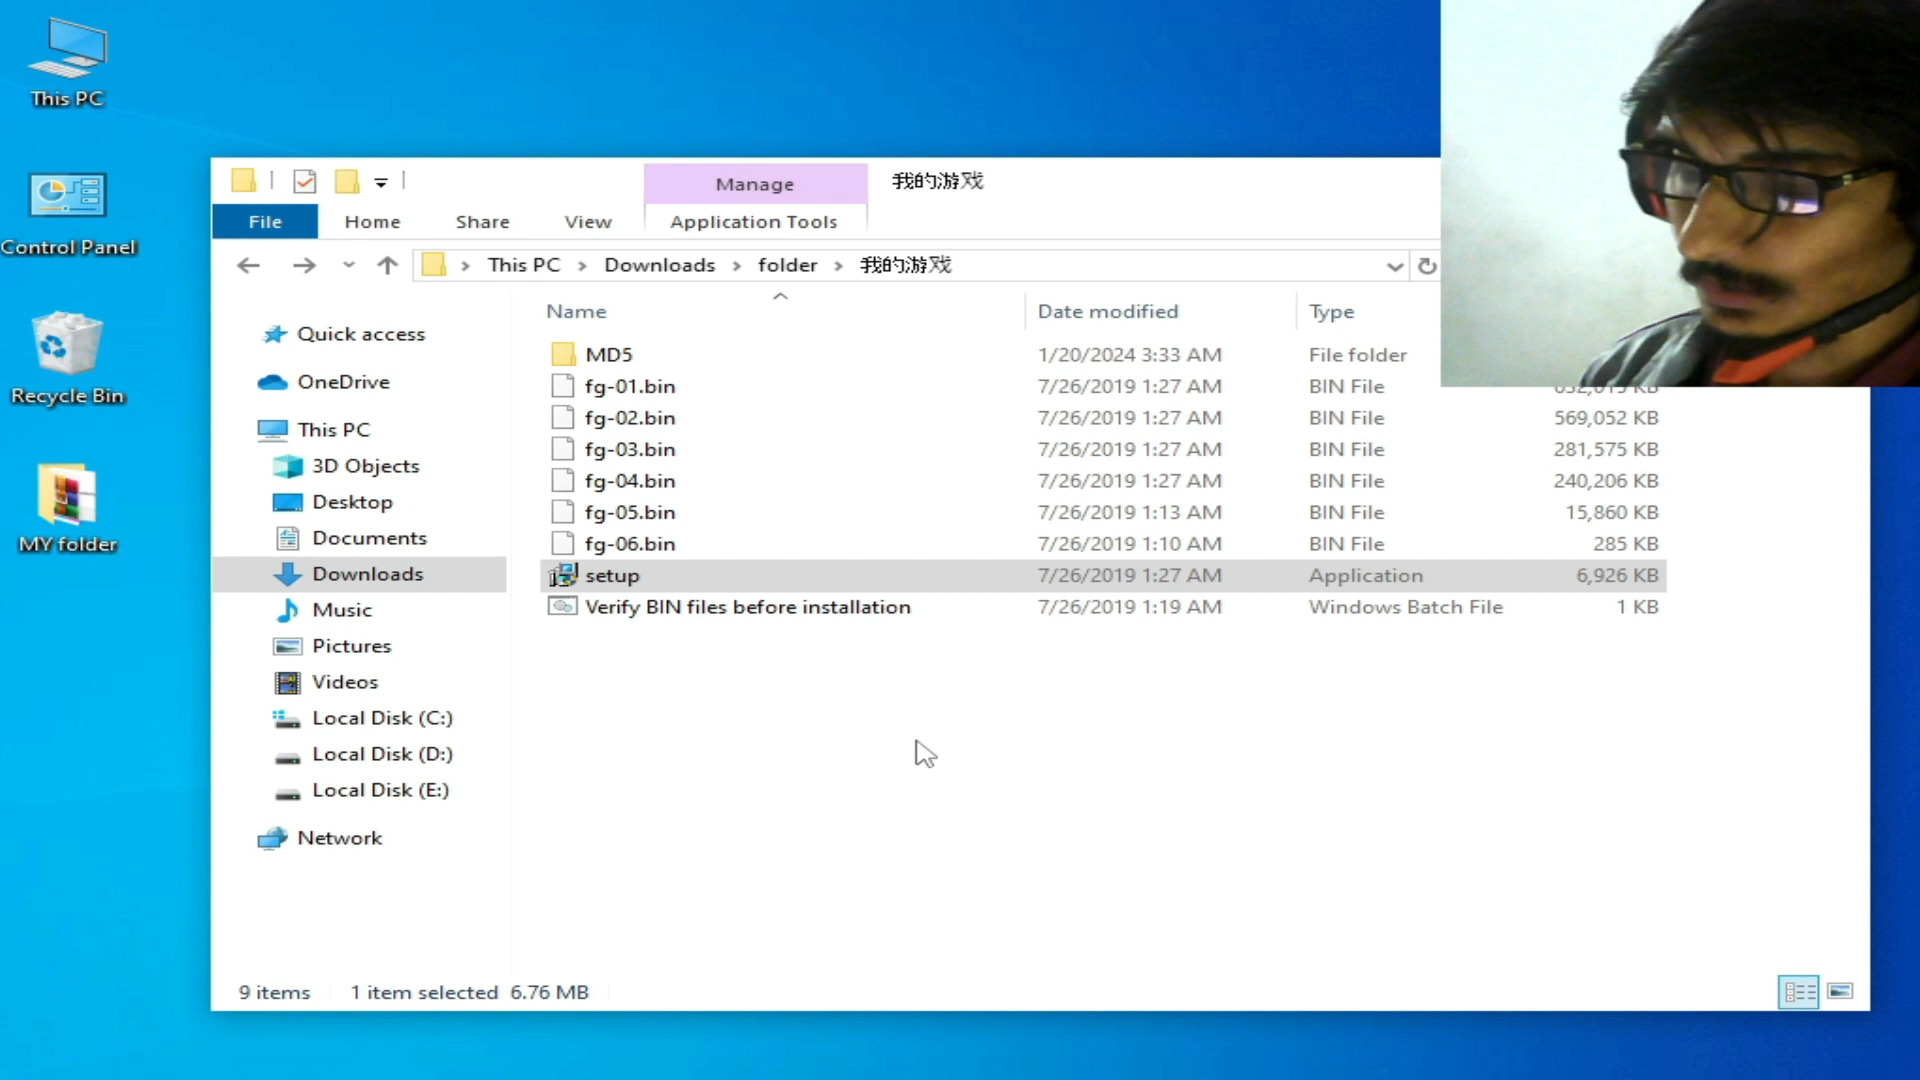 This PC
Control Panel
Recycle Bin
MY folder
Manage
我的游戏
File
Home
Share
View
Application Tools
This PC
Downloads
folder
我的游戏
Quick access
OneDrive
This PC
3D Objects
Desktop
Documents
Downloads
Music
Pictures
Videos
Local Disk (C:)
Local Disk (D:)
Local Disk (E:)
Network
Name Date modified Type
MD5 1/20/2024 3:33 AM File folder
fg-01.bin 7/26/2019 1:27 AM BIN File
fg-02.bin 7/26/2019 1:27 AM BIN File 569,052 KB
fg-03.bin 7/26/2019 1:27 AM BIN File 281,575 KB
fg-04.bin 7/26/2019 1:27 AM BIN File 240,206 KB
fg-05.bin 7/26/2019 1:13 AM BIN File 15,860 KB
fg-06.bin 7/26/2019 1:10 AM BIN File 285 KB
setup 7/26/2019 1:27 AM Application 6,926 KB
Verify BIN files before installation 7/26/2019 1:19 AM Windows Batch File 1 KB
9 items 1 item selected 6.76 MB